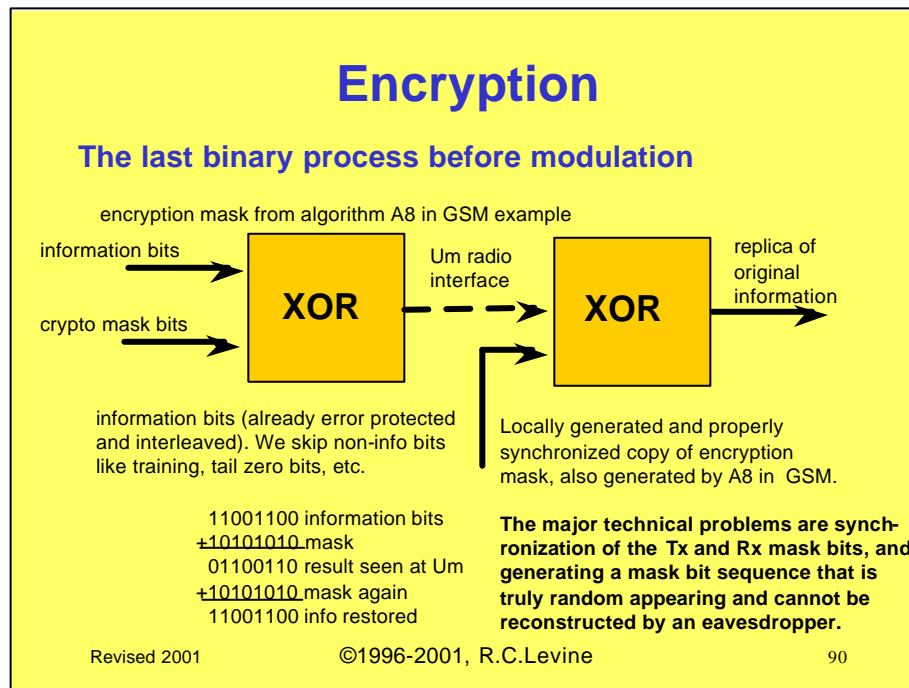 Encryption
The last binary process before modulation
encryption mask from algorithm A8 in GSM example
information bits
crypto mask bits
XOR
Um radio
interface
XOR
replica of
original
information
information bits (already error protected
and interleaved). We skip non-info bits
like training, tail zero bits, etc.
Locally generated and properly
synchronized copy of encryption
mask, also generated by A8 in GSM.
11001100 information bits
+10101010 mask
01100110 result seen at Um
+10101010 mask again
11001100 info restored
The major technical problems are synch-
ronization of the Tx and Rx mask bits, and
generating a mask bit sequence that is
truly random appearing and cannot be
reconstructed by an eavesdropper.
Revised 2001
©1996-2001, R.C.Levine
90